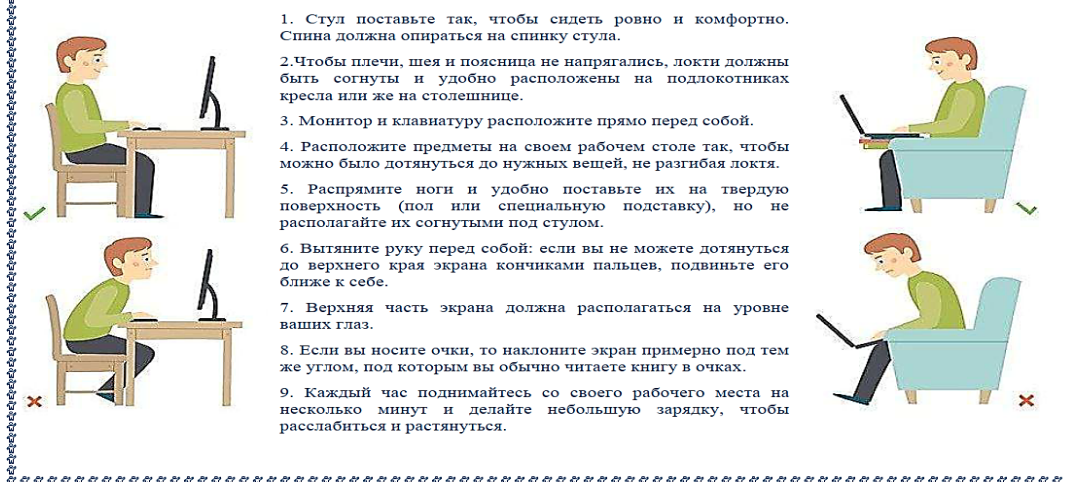 1. Стул поставьте так, чтобы сидеть ровно и комфортно.
Спина должна опираться на спинку стула.
2.Чтобы плечи, шея и поясница не напрягались, локти должны
быть согнуты и удобно расположены на подлокотниках
кресла или же на столешнице.
3. Монитор и клавиатуру расположите прямо перед собой.
4. Расположите предметы на своем рабочем столе так, чтобы
можно было дотянуться до нужных вещей, не разгибая локтя.
5. Распрямите ноги и удобно поставьте их на твердую
поверхность (пол или специальную подставку), но не
располагайте их согнутыми под стулом.
6. Вытяните руку перед собой: если вы не можете дотянуться
до верхнего края экрана кончиками пальцев, подвиньте его
ближе к себе.
7. Верхняя часть экрана должна располагаться на уровне
ваших глаз.
8. Если вы носите очки, то наклоните экран примерно под тем
же углом, под которым вы обычно читаете книгу в очках.
9. Каждый час поднимайтесь со своего рабочего места на
несколько минут и делайте небольшую зарядку, чтобы
расслабиться и растянуться.